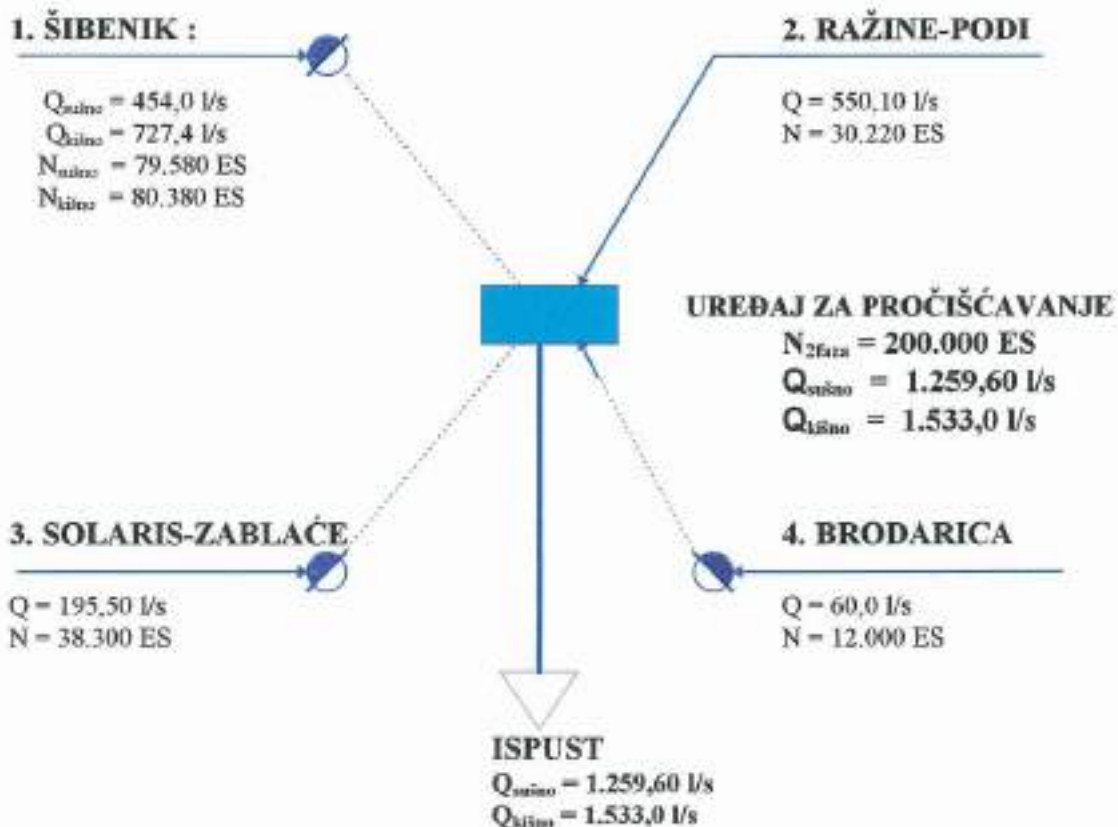 1. ŠIBENIK :
Qsušno = 454,0 l/s
Qkišno = 727,4 l/s
Nsušno = 79.580 ES
Nkišno = 80.380 ES
2. RAŽINE-PODI
Q = 550,10 l/s
N = 30.220 ES
UREĐAJ ZA PROČIŠĆAVANJE
N2faza = 200.000 ES
Qsušno = 1.259,60 l/s
Qkišno = 1.533,0 l/s
3. SOLARIS-ZABLAĆE
Q = 195,50 l/s
N = 38.300 ES
4. BRODARICA
Q = 60,0 l/s
N = 12.000 ES
ISPUST
Qsušno = 1.259,60 l/s
Qkišno = 1.533,0 l/s